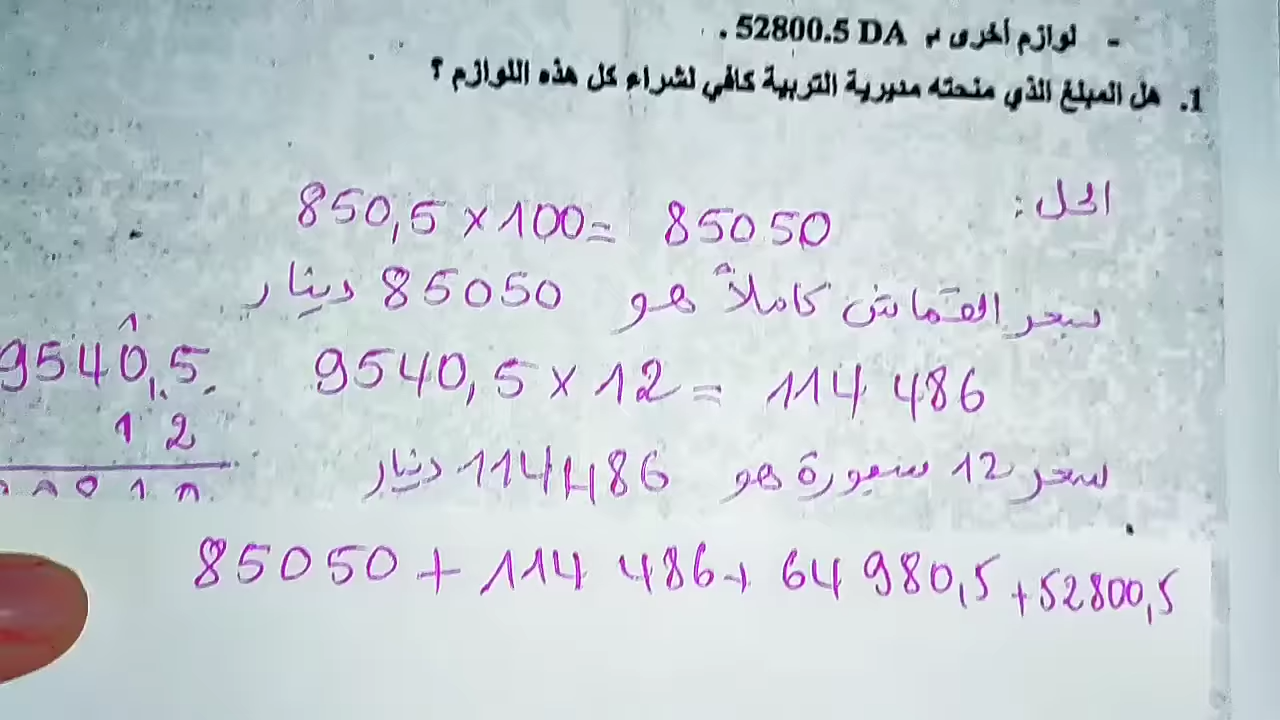 - لوازم أخرى بـ 52800.5 DA .
1. هل المبلغ الذي منحته مديرية التربية كافي لشراء كل هذه اللوازم ؟
الحل :
850,5 × 100 = 85050
سعر القماش كاملاً هو 85050 دينار
9540,5 × 12 = 114 486
سعر 12 سبورة هو 114486 دينار
1
9540,5
12
85050 + 114 486 + 64 980,5 + 52800,5